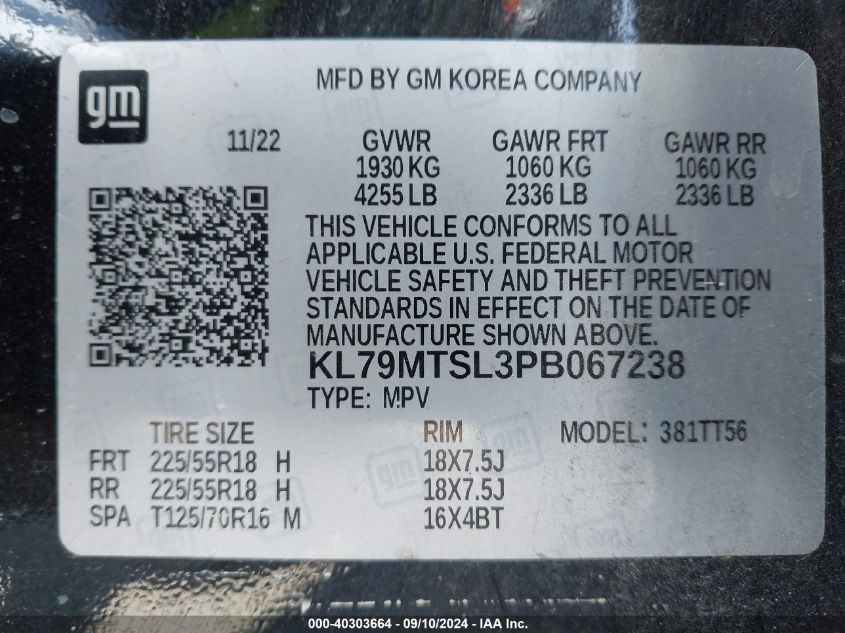 gm
MFD BY GM KOREA COMPANY
11/22 GVWR GAWR FRT GAWR RR
1930 KG 1060 KG 1060 KG
4255 LB 2336 LB 2336 LB
THIS VEHICLE CONFORMS TO ALL
APPLICABLE U.S. FEDERAL MOTOR
VEHICLE SAFETY AND THEFT PREVENTION
STANDARDS IN EFFECT ON THE DATE OF
MANUFACTURE SHOWN ABOVE.
KL79MTSL3PB067238
TYPE: MPV
TIRE SIZE RIM MODEL: 381TT56
FRT 225/55R18 H 18X7.5J
RR 225/55R18 H 18X7.5J
SPA T125/70R16 M 16X4BT
000-40303664 - 09/10/2024 - IAA Inc.